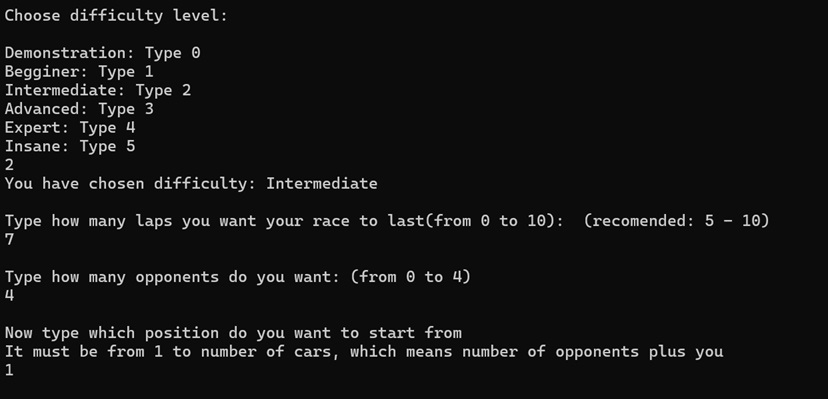 Choose difficulty level:
Demonstration: Type 0
Begginer: Type 1
Intermediate: Type 2
Advanced: Type 3
Expert: Type 4
Insane: Type 5
2
You have chosen difficulty: Intermediate
Type how many laps you want your race to last(from 0 to 10):  (recomended: 5 - 10)
7
Type how many opponents do you want: (from 0 to 4)
4
Now type which position do you want to start from
It must be from 1 to number of cars, which means number of opponents plus you
1